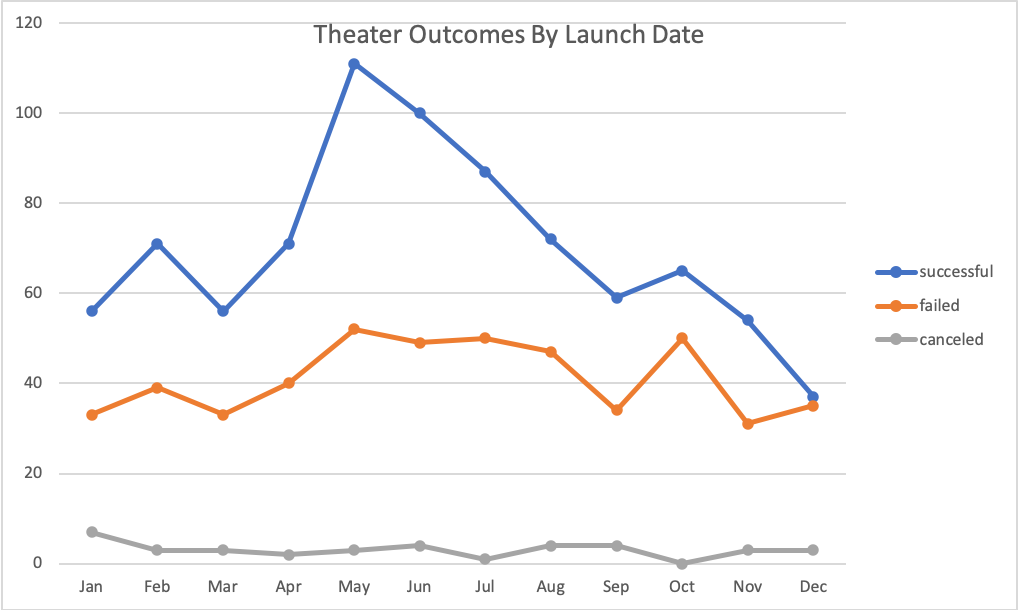 Theater Outcomes By Launch Date
120
100
80
60
40
20
0
Jan Feb Mar Apr May Jun Jul Aug Sep Oct Nov Dec
successful
failed
canceled